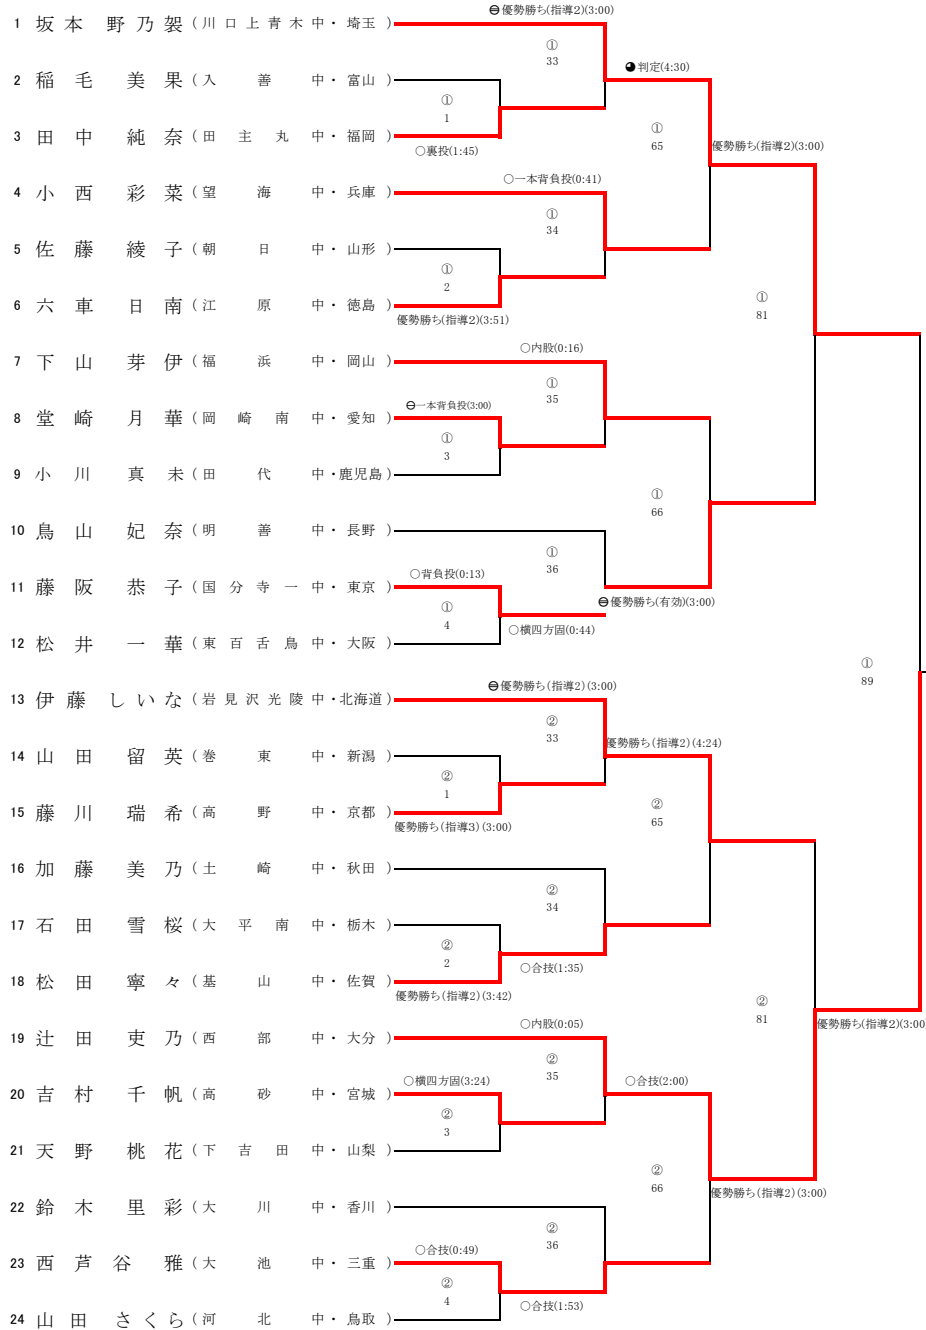 ⊖優勢勝ち(指導2)(3:00)
1 坂本 野乃袈(川口上青木中・埼玉)
①
33
●判定(4:30)
2 稲毛 美果(入善中・富山)
①
1
①
65
3 田中 純奈(田主丸中・福岡)
○裏投(1:45)
優勢勝ち(指導2)(3:00)
○一本背負投(0:41)
4 小西 彩菜(望海中・兵庫)
①
34
5 佐藤 綾子(朝日中・山形)
①
2
①
81
6 六車 日南(江原中・徳島)
優勢勝ち(指導2)(3:51)
○内股(0:16)
7 下山 芽伊(福浜中・岡山)
①
35
⊖一本背負投(3:00)
8 堂崎 月華(岡崎南中・愛知)
①
3
9 小川 真未(田代中・鹿児島)
①
66
10 鳥山 妃奈(明善中・長野)
①
36
○背負投(0:13)
11 藤阪 恭子(国分寺一中・東京)
⊖優勢勝ち(有効)(3:00)
①
4
○横四方固(0:44)
12 松井 一華(東百舌鳥中・大阪)
①
89
⊖優勢勝ち(指導2)(3:00)
13 伊藤 しいな(岩見沢光陵中・北海道)
②
33
優勢勝ち(指導2)(4:24)
14 山田 留英(巻東中・新潟)
②
1
②
65
15 藤川 瑞希(高野中・京都)
優勢勝ち(指導3)(3:00)
16 加藤 美乃(土崎中・秋田)
②
34
17 石田 雪桜(大平南中・栃木)
②
2
○合技(1:35)
18 松田 寧々(基山中・佐賀)
優勢勝ち(指導2)(3:42)
②
81
優勢勝ち(指導2)(3:00)
○内股(0:05)
19 辻田 吏乃(西部中・大分)
②
35
○横四方固(3:24)
○合技(2:00)
20 吉村 千帆(高砂中・宮城)
②
3
21 天野 桃花(下吉田中・山梨)
②
66
優勢勝ち(指導2)(3:00)
22 鈴木 里彩(大川中・香川)
②
36
○合技(0:49)
23 西芦谷 雅(大池中・三重)
②
4
○合技(1:53)
24 山田 さくら(河北中・鳥取)